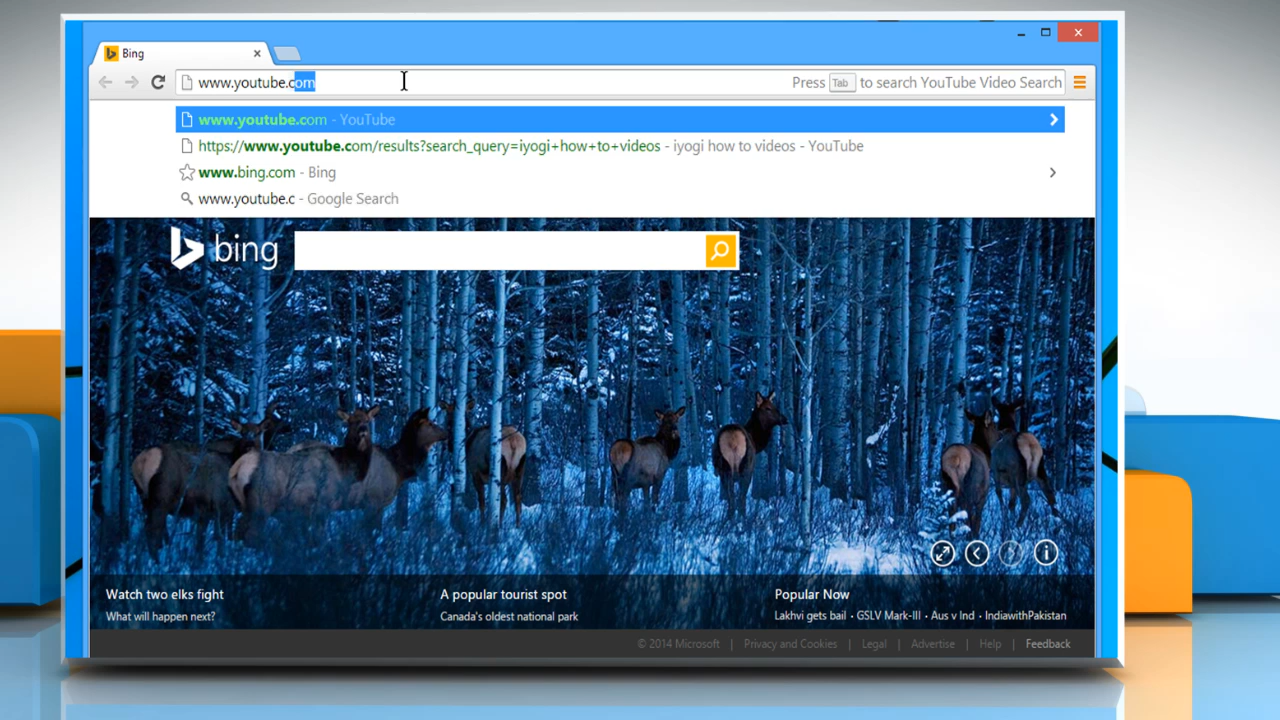 Bing
www.youtube.com Press Tab to search YouTube Video Search
www.youtube.com - YouTube
https://www.youtube.com/results?search_query=iyogi+how+to+videos - iyogi how to videos - YouTube
www.bing.com - Bing
www.youtube.c - Google Search
bing
Watch two elks fight
What will happen next?
A popular tourist spot
Canada's oldest national park
Popular Now
Lakhvi gets bail · GSLV Mark-III · Aus v Ind · IndiawithPakistan
© 2014 Microsoft | Privacy and Cookies | Legal | Advertise | Help | Feedback